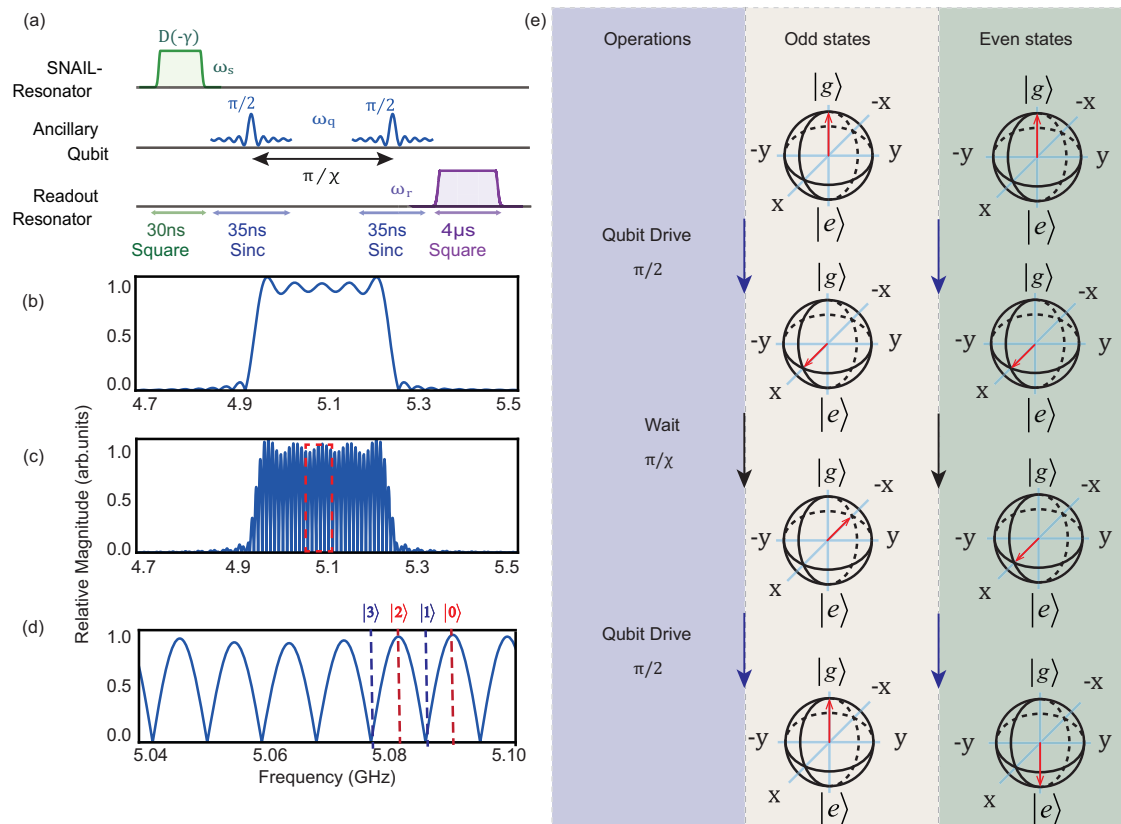 (a)
D(-γ)
ω_s
SNAIL-
Resonator
π/2
π/2
ω_q
Ancillary
Qubit
π/χ
ω_r
Readout
Resonator
30ns
35ns
35ns
4μs
Square
Sinc
Sinc
Square
(b)
1.0
0.5
0.0
4.7
4.9
5.1
5.3
5.5
(c)
1.0
0.5
0.0
4.7
4.9
5.1
5.3
5.5
Relative Magnitude (arb.units)
(d)
|3⟩
|2⟩
|1⟩
|0⟩
1.0
0.5
0.0
5.04
5.06
5.08
5.10
Frequency (GHz)
(e)
Operations
Odd states
Even states
|g⟩
-x
-y
y
x
|e⟩
|g⟩
-x
-y
y
x
|e⟩
Qubit Drive
π/2
|g⟩
-x
-y
y
x
|e⟩
|g⟩
-x
-y
y
x
|e⟩
Wait
π/χ
|g⟩
-x
-y
y
x
|e⟩
|g⟩
-x
-y
y
x
|e⟩
Qubit Drive
π/2
|g⟩
-x
-y
y
x
|e⟩
|g⟩
-x
-y
y
x
|e⟩